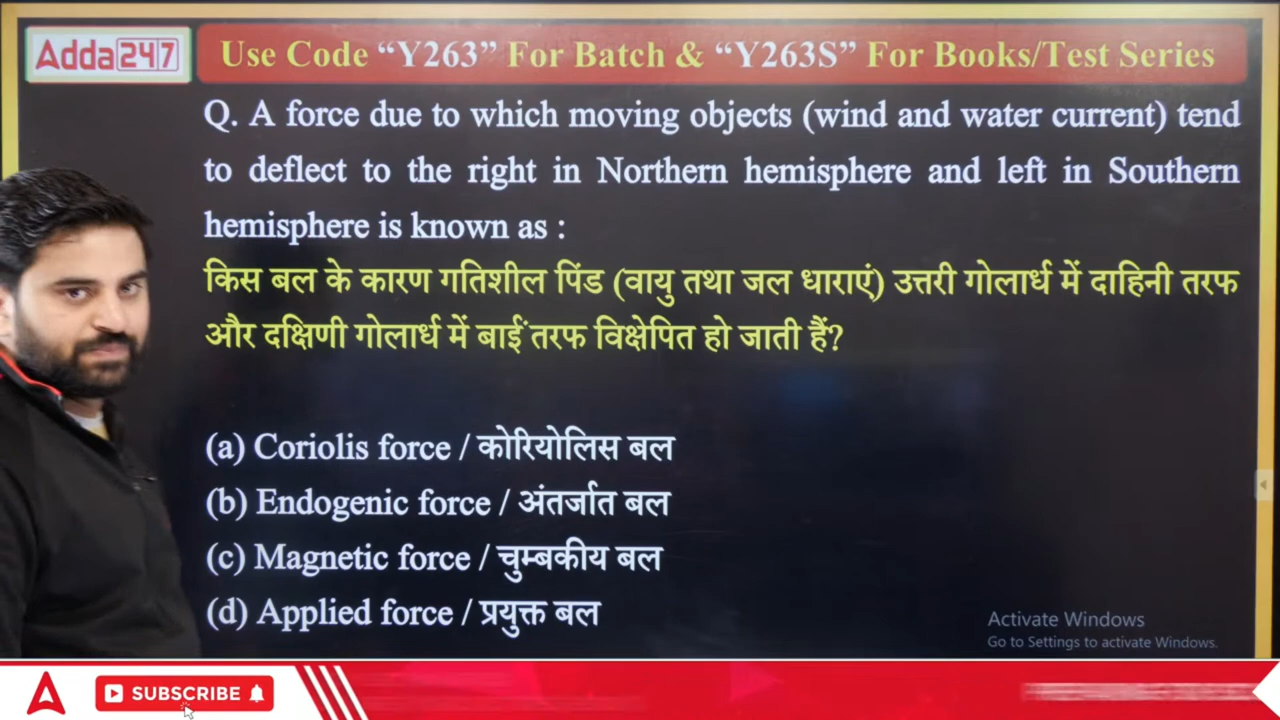 Adda247
Use Code “Y263” For Batch & “Y263S” For Books/Test Series
Q. A force due to which moving objects (wind and water current) tend
to deflect to the right in Northern hemisphere and left in Southern
hemisphere is known as :
किस बल के कारण गतिशील पिंड (वायु तथा जल धाराएं) उत्तरी गोलार्ध में दाहिनी तरफ
और दक्षिणी गोलार्ध में बाईं तरफ विक्षेपित हो जाती हैं?
(a) Coriolis force / कोरियोलिस बल
(b) Endogenic force / अंतर्जात बल
(c) Magnetic force / चुम्बकीय बल
(d) Applied force / प्रयुक्त बल
Activate Windows
Go to Settings to activate Windows.
SUBSCRIBE